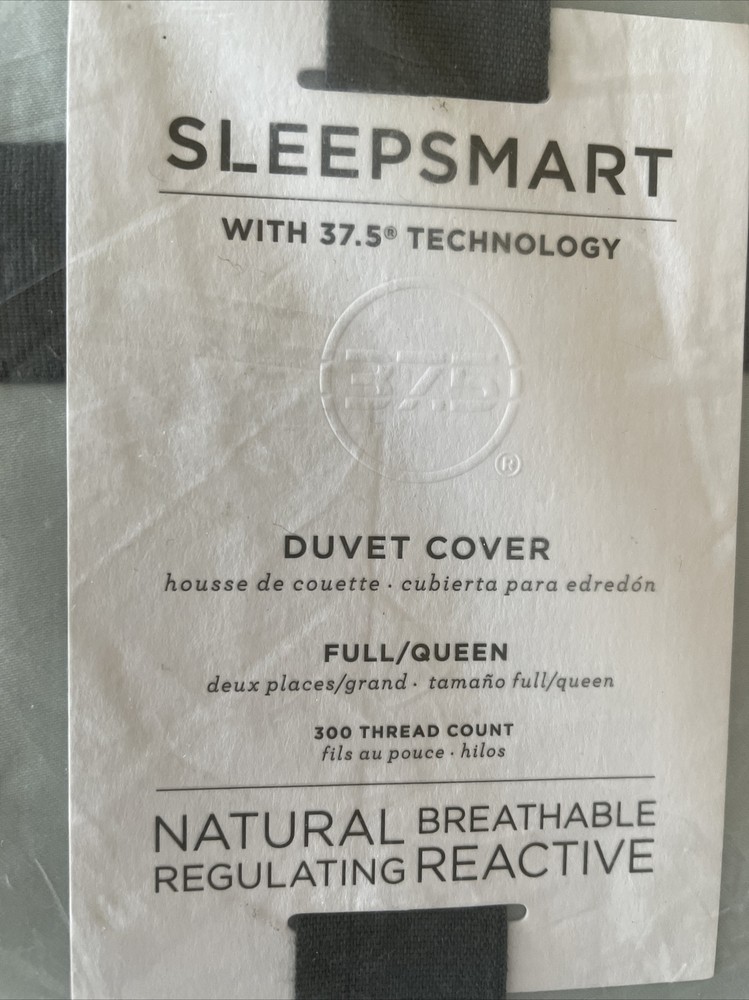 SLEEPSMART
WITH 37.5® TECHNOLOGY
37.5
®
DUVET COVER
housse de couette · cubierta para edredón
FULL/QUEEN
deux places/grand · tamaño full/queen
300 THREAD COUNT
fils au pouce · hilos
NATURAL BREATHABLE
REGULATING REACTIVE